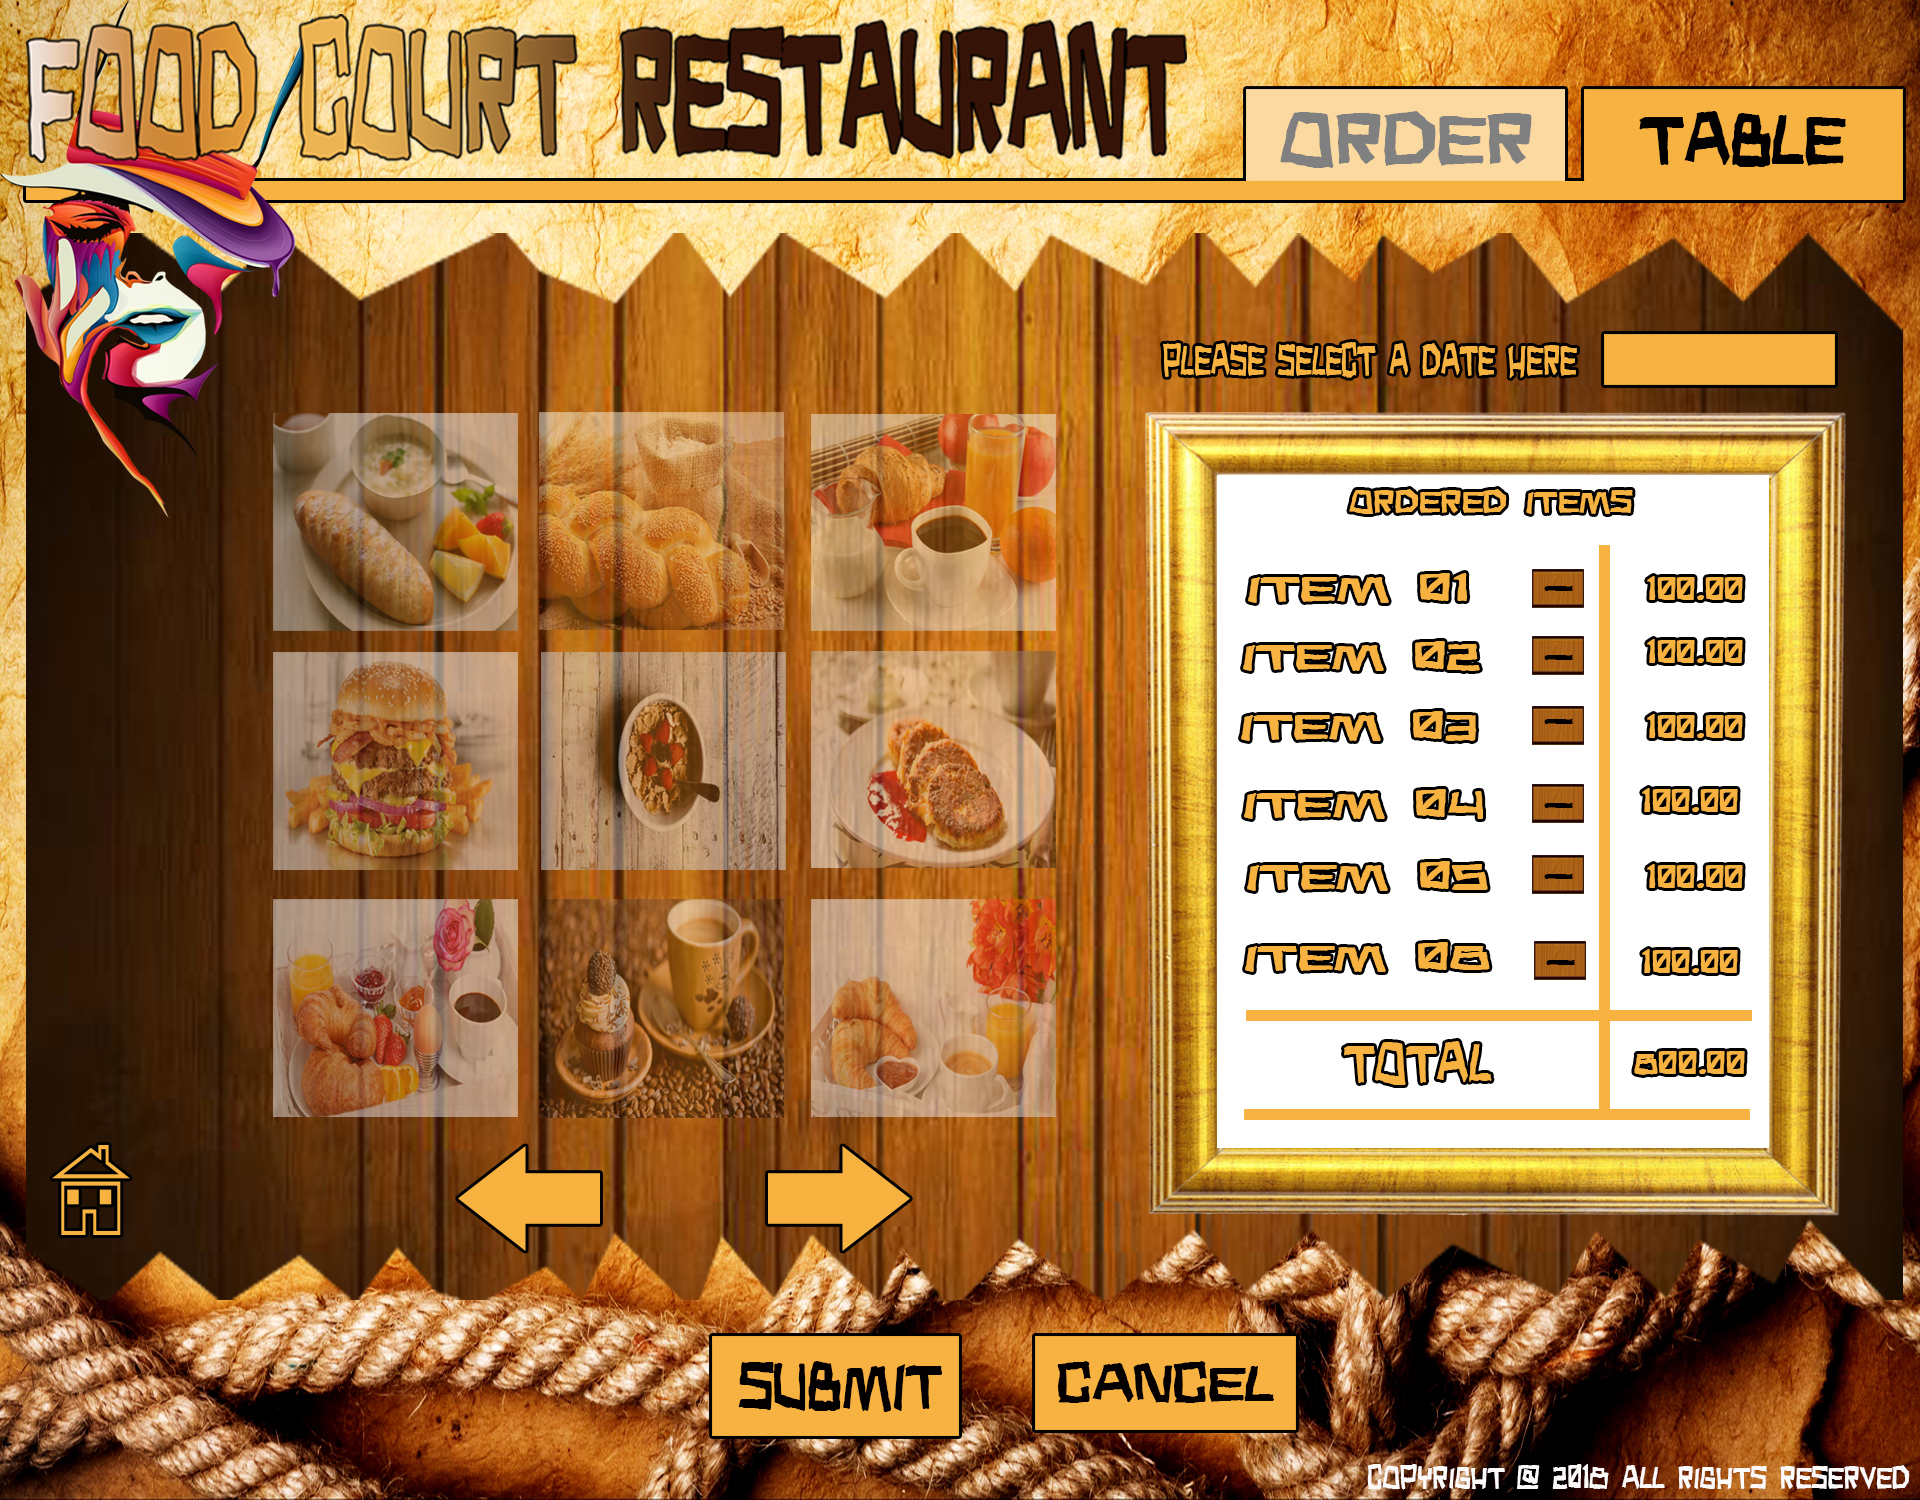 FOOD COURT RESTAURANT
ORDER
TABLE
PLEASE SELECT A DATE HERE
ORDERED ITEMS
ITEM 01 - 100.00
ITEM 02 - 100.00
ITEM 03 - 100.00
ITEM 04 - 100.00
ITEM 05 - 100.00
ITEM 06 - 100.00
TOTAL 600.00
SUBMIT
CANCEL
COPYRIGHT @ 2016 ALL RIGHTS RESERVED